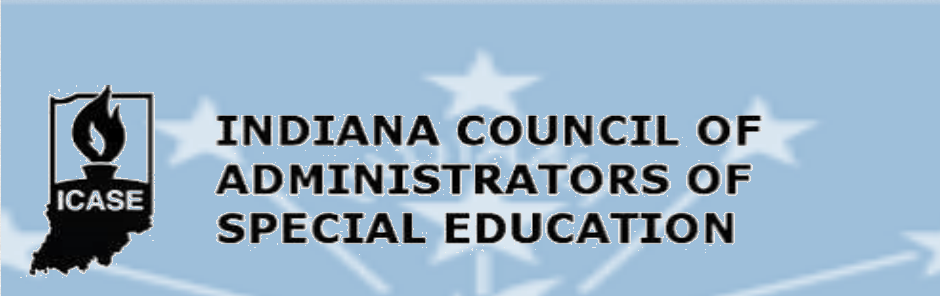 ICASE
INDIANA COUNCIL OF
ADMINISTRATORS OF
SPECIAL EDUCATION